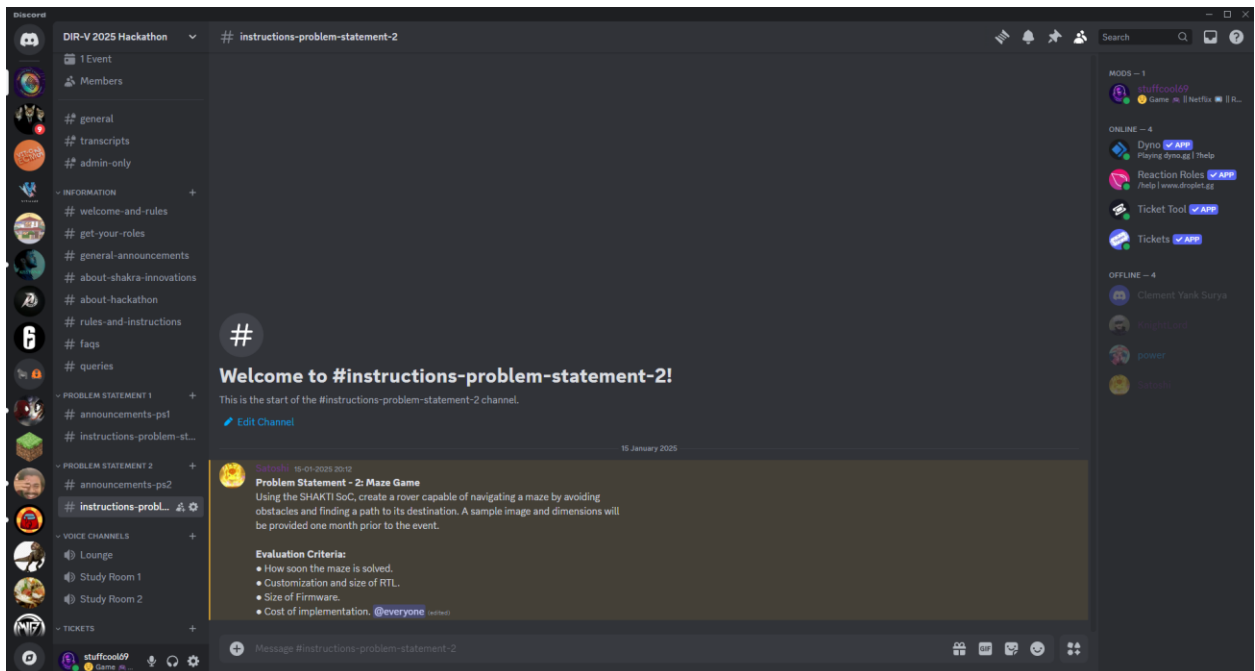 Discord
DIR-V 2025 Hackathon
1 Event
Members
general
transcripts
admin-only
INFORMATION
welcome-and-rules
get-your-roles
general-announcements
about-shakra-innovations
about-hackathon
rules-and-instructions
faqs
queries
PROBLEM STATEMENT 1
announcements-ps1
instructions-problem-st...
PROBLEM STATEMENT 2
announcements-ps2
instructions-probl...
VOICE CHANNELS
Lounge
Study Room 1
Study Room 2
TICKETS
stuffcool69
Game
# instructions-problem-statement-2
Search
#
Welcome to #instructions-problem-statement-2!
This is the start of the #instructions-problem-statement-2 channel.
Edit Channel
15 January 2025
Satoshi 15-01-2025 20:12
Problem Statement - 2: Maze Game
Using the SHAKTI SoC, create a rover capable of navigating a maze by avoiding
obstacles and finding a path to its destination. A sample image and dimensions will
be provided one month prior to the event.
Evaluation Criteria:
● How soon the maze is solved.
● Customization and size of RTL.
● Size of Firmware.
● Cost of implementation. @everyone (edited)
Message #instructions-problem-statement-2
GIF
MODS — 1
stuffcool69
Game || Netflix || R...
ONLINE — 4
Dyno ✓ APP
Playing dyno.gg | ?help
Reaction Roles ✓ APP
/help | www.droplet.gg
Ticket Tool ✓ APP
Tickets ✓ APP
OFFLINE — 4
Clement Yanik Surya
power
Satoshi